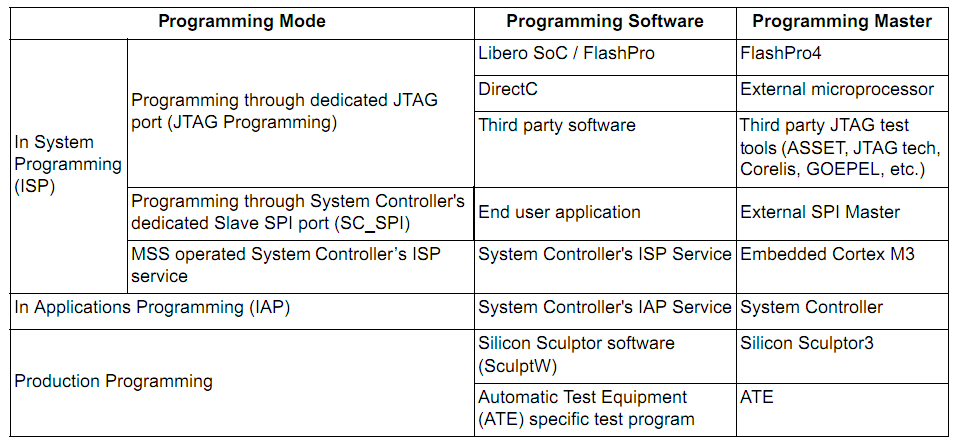 Programming Mode
Programming Software
Programming Master
In System
Programming
(ISP)
Programming through dedicated JTAG
port (JTAG Programming)
Libero SoC / FlashPro
FlashPro4
DirectC
External microprocessor
Third party software
Third party JTAG test
tools (ASSET, JTAG tech,
Corelis, GOEPEL, etc.)
Programming through System Controller's
dedicated Slave SPI port (SC_SPI)
End user application
External SPI Master
MSS operated System Controller’s ISP
service
System Controller's ISP Service
Embedded Cortex M3
In Applications Programming (IAP)
System Controller's IAP Service
System Controller
Production Programming
Silicon Sculptor software
(SculptW)
Silicon Sculptor3
Automatic Test Equipment
(ATE) specific test program
ATE